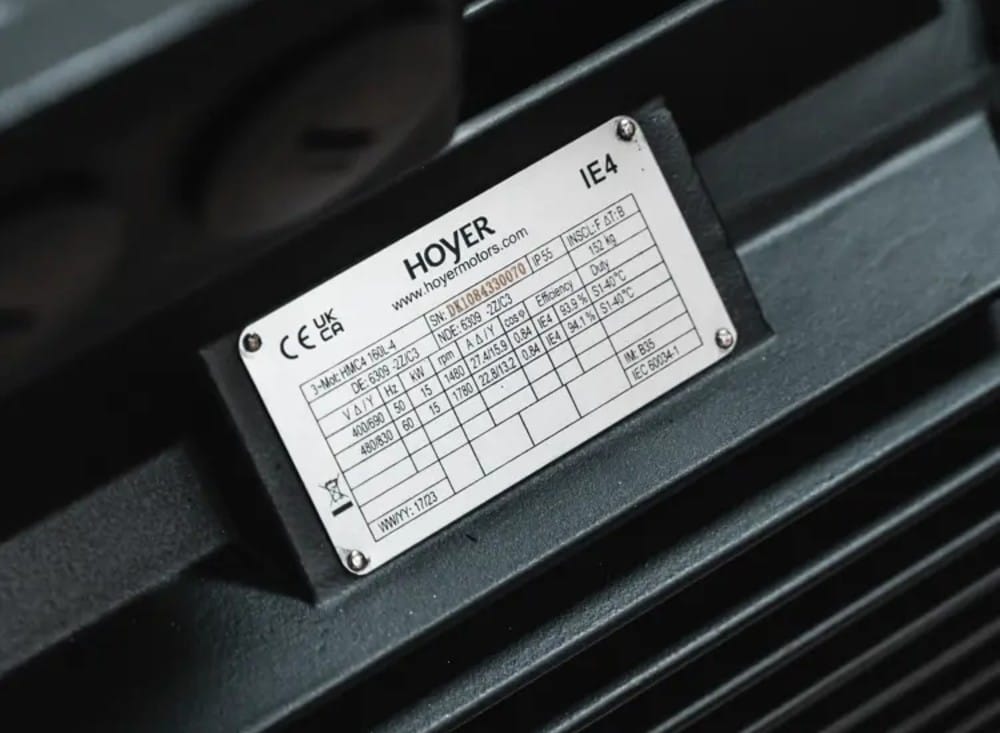 HOYER
www.hoyermotors.com
IE4
CE UK CA
3~Mot: HMC4 160L-4 SN: DK1084330070 IP 55 INSCL: F ΔT: B
DE: 6309 -2Z/C3 NDE: 6309 -2Z/C3 152 kg
V Δ / Y Hz kW rpm A Δ / Y cosφ Efficiency Duty
400/690 50 15 1480 27.4/15.9 0.84 IE4 93.9 % S1-40°C
480/830 60 15 1780 22.8/13.2 0.84 IE4 94.1 % S1-40°C
IM: B35
WW/YY: 17/23 IEC 60034-1